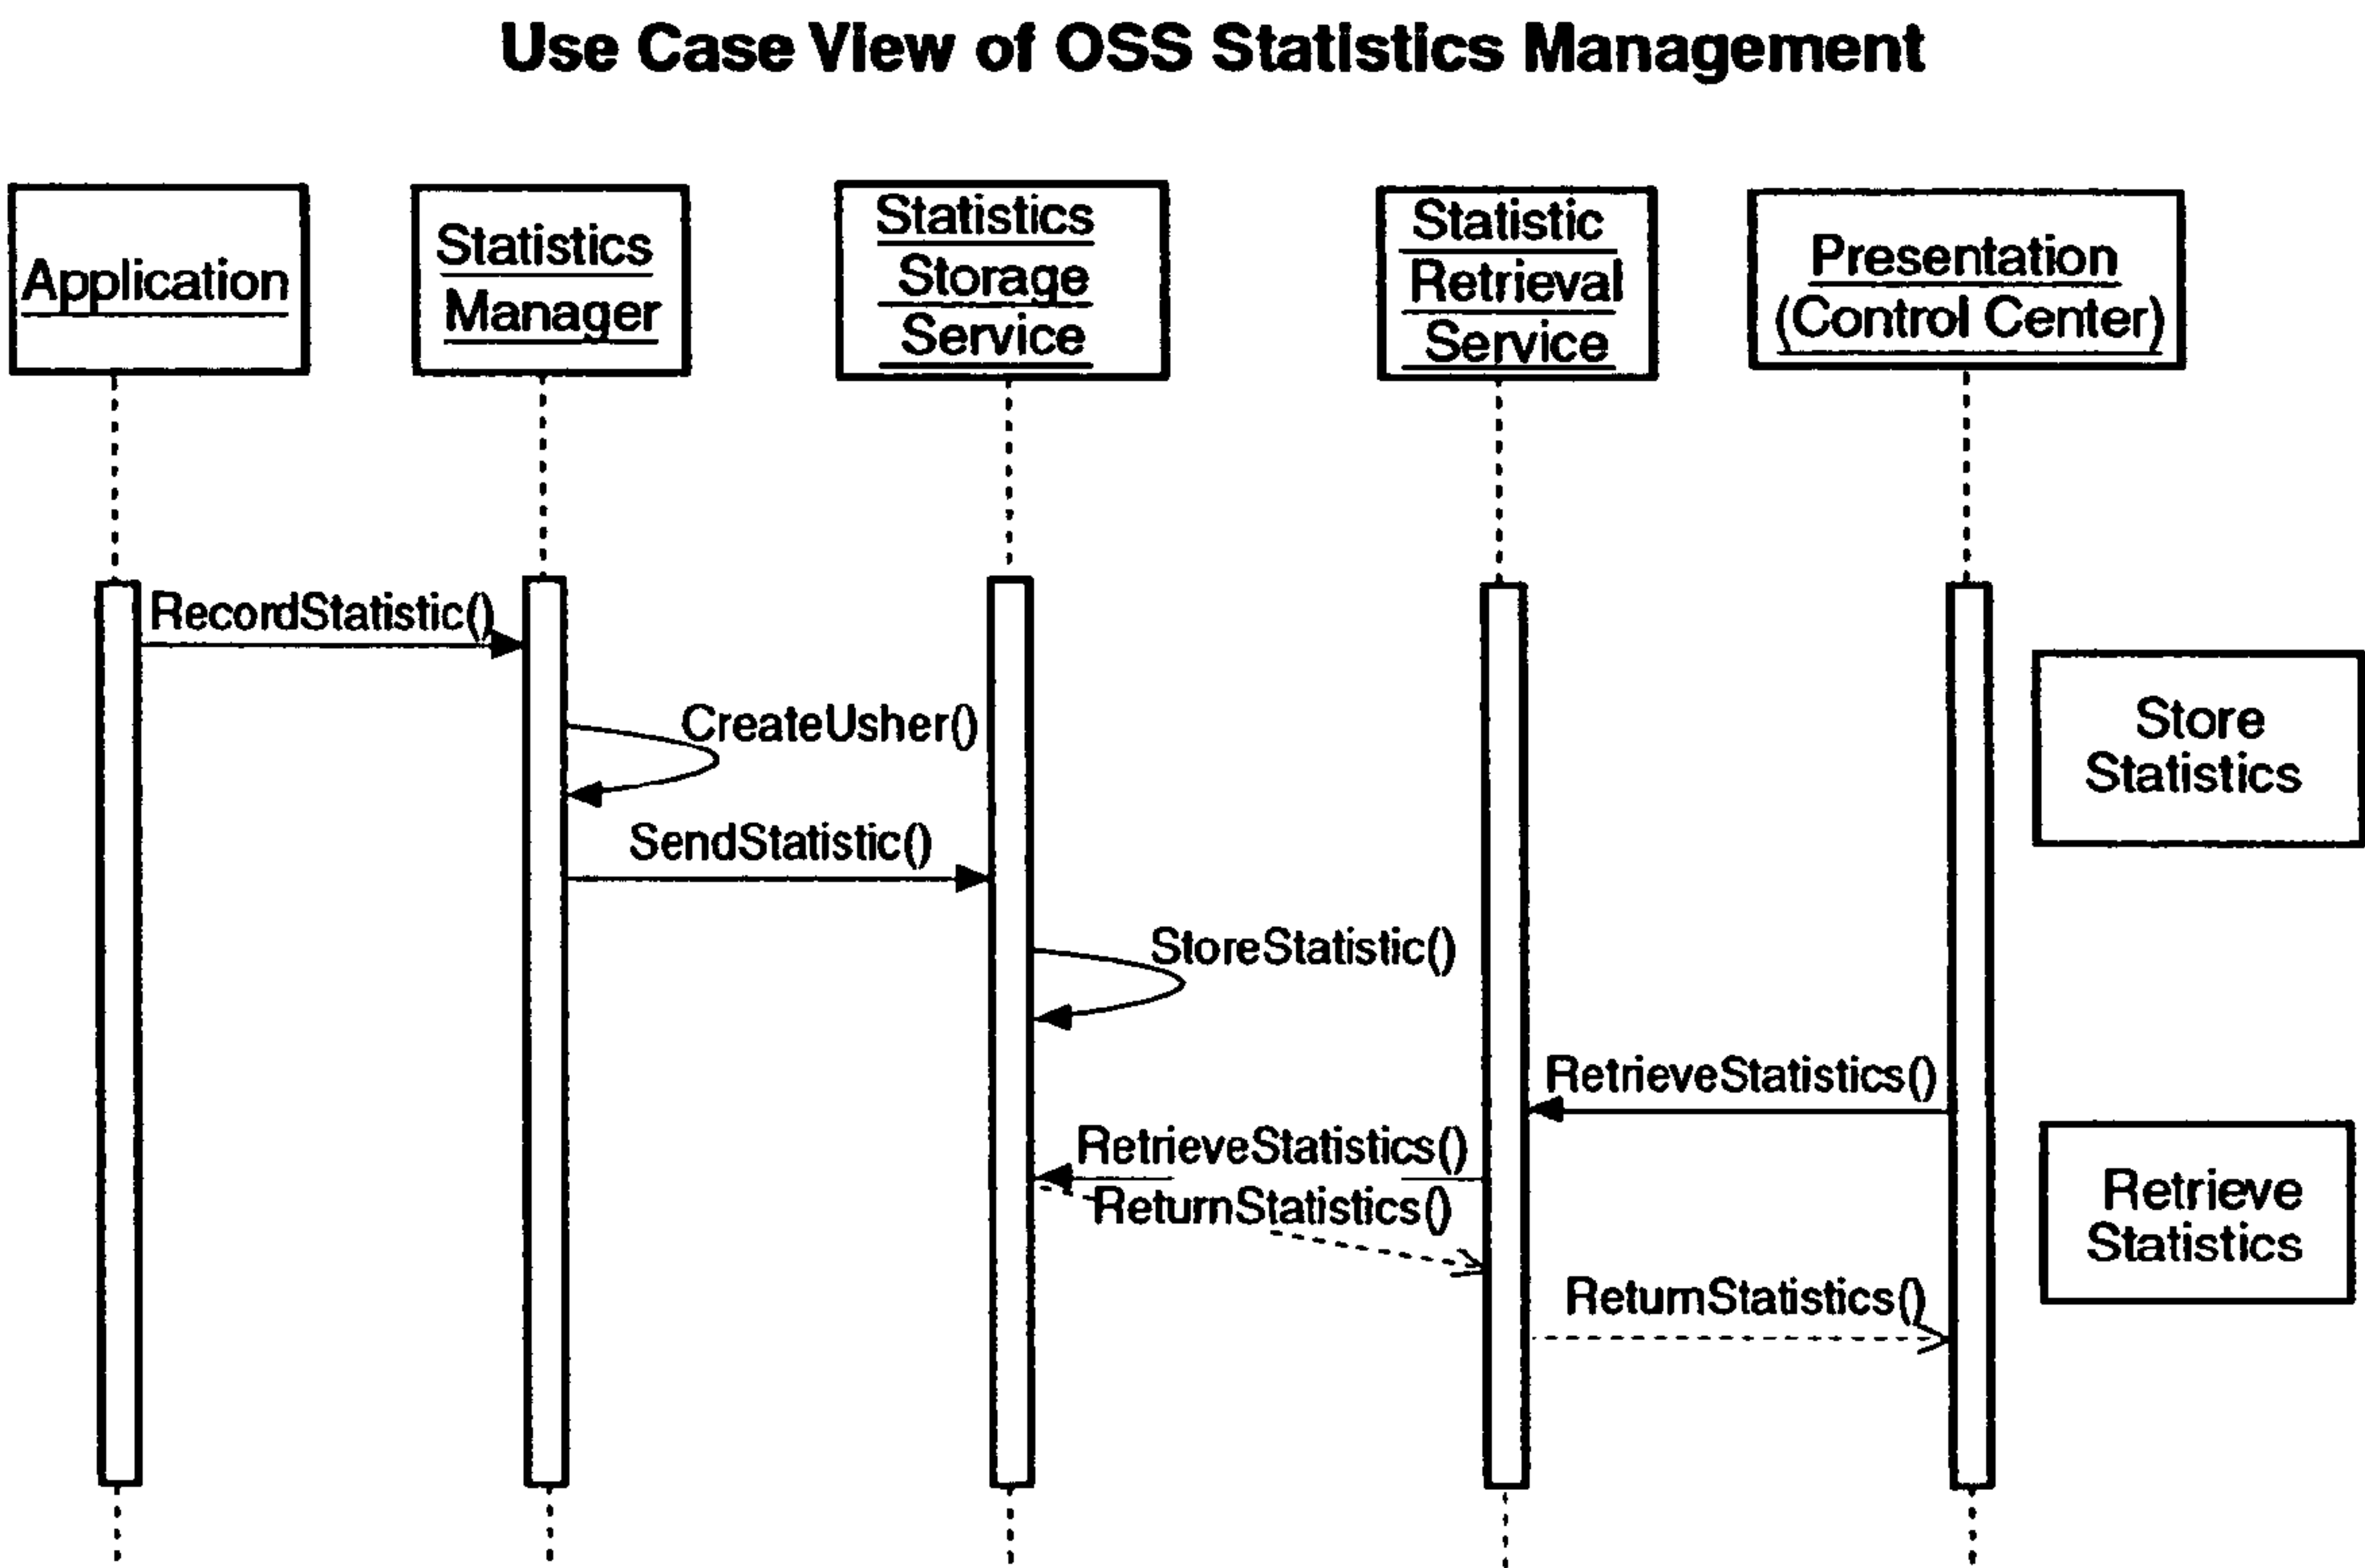 Use Case View of OSS Statistics Management
Application
Statistics
Manager
Statistics
Storage
Service
Statistic
Retrieval
Service
Presentation
(Control Center)
RecordStatistic()
CreateUsher()
SendStatistic()
StoreStatistic()
RetrieveStatistics()
RetrieveStatistics()
ReturnStatistics()
ReturnStatistics()
Store
Statistics
Retrieve
Statistics